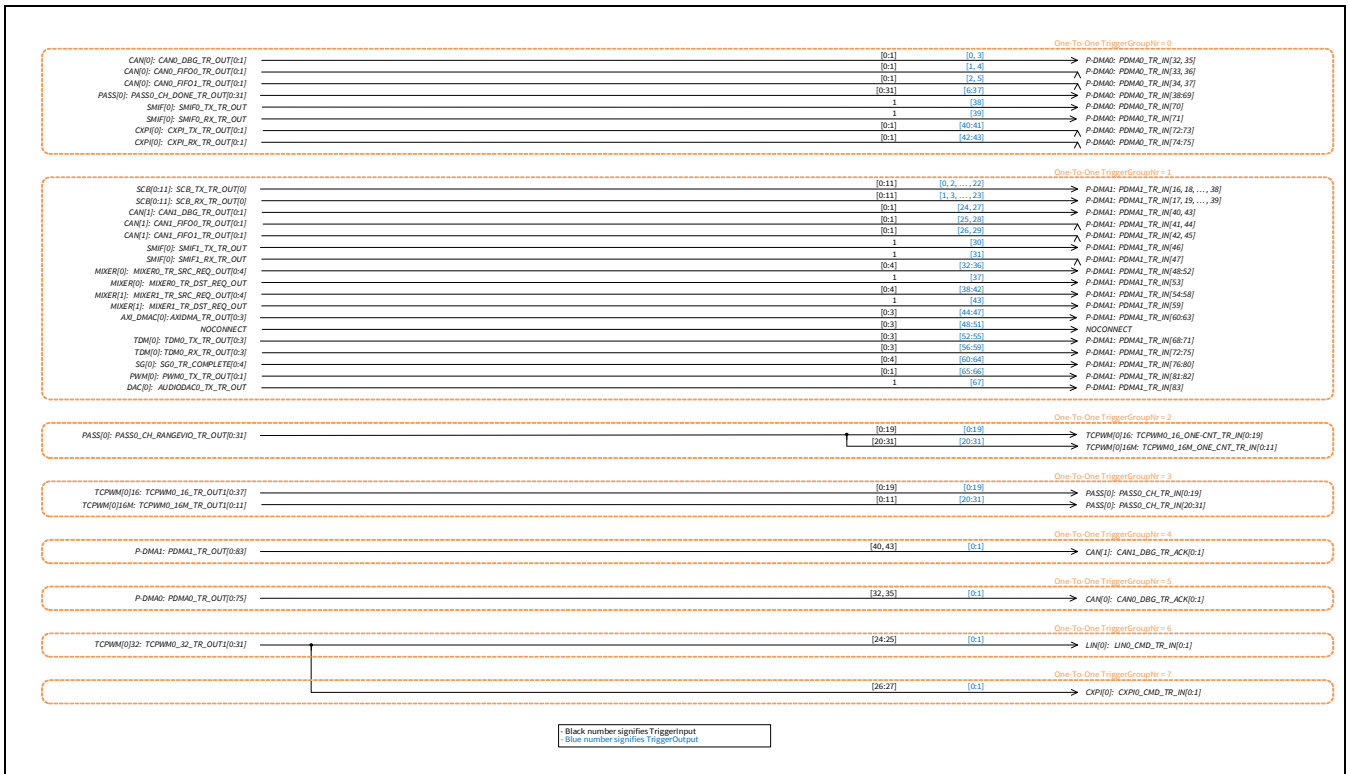 One-To-One TriggerGroupNr = 0
CAN[0]: CAN0_DBG_TR_OUT[0:1] [0:1] [0, 3] P-DMA0: PDMA0_TR_IN[32, 35]
CAN[0]: CAN0_FIFO0_TR_OUT[0:1] [0:1] [1, 4] P-DMA0: PDMA0_TR_IN[33, 36]
CAN[0]: CAN0_FIFO1_TR_OUT[0:1] [0:1] [2, 5] P-DMA0: PDMA0_TR_IN[34, 37]
PASS[0]: PASS0_CH_DONE_TR_OUT[0:31] [0:31] [6:37] P-DMA0: PDMA0_TR_IN[38:69]
SMIF[0]: SMIF0_TX_TR_OUT 1 [38] P-DMA0: PDMA0_TR_IN[70]
SMIF[0]: SMIF0_RX_TR_OUT 1 [39] P-DMA0: PDMA0_TR_IN[71]
CXPI[0]: CXPI_TX_TR_OUT[0:1] [0:1] [40:41] P-DMA0: PDMA0_TR_IN[72:73]
CXPI[0]: CXPI_RX_TR_OUT[0:1] [0:1] [42:43] P-DMA0: PDMA0_TR_IN[74:75]
One-To-One TriggerGroupNr = 1
SCB[0:11]: SCB_TX_TR_OUT[0] [0:11] [0, 2, ... , 22] P-DMA1: PDMA1_TR_IN[16, 18, ... , 38]
SCB[0:11]: SCB_RX_TR_OUT[0] [0:11] [1, 3, ... , 23] P-DMA1: PDMA1_TR_IN[17, 19, ... , 39]
CAN[1]: CAN1_DBG_TR_OUT[0:1] [0:1] [24, 27] P-DMA1: PDMA1_TR_IN[40, 43]
CAN[1]: CAN1_FIFO0_TR_OUT[0:1] [0:1] [25, 28] P-DMA1: PDMA1_TR_IN[41, 44]
CAN[1]: CAN1_FIFO1_TR_OUT[0:1] [0:1] [26, 29] P-DMA1: PDMA1_TR_IN[42, 45]
SMIF[0]: SMIF1_TX_TR_OUT 1 [30] P-DMA1: PDMA1_TR_IN[46]
SMIF[0]: SMIF1_RX_TR_OUT 1 [31] P-DMA1: PDMA1_TR_IN[47]
MIXER[0]: MIXER0_TR_SRC_REQ_OUT[0:4] [0:4] [32:36] P-DMA1: PDMA1_TR_IN[48:52]
MIXER[0]: MIXER0_TR_DST_REQ_OUT 1 [37] P-DMA1: PDMA1_TR_IN[53]
MIXER[1]: MIXER1_TR_SRC_REQ_OUT[0:4] [0:4] [38:42] P-DMA1: PDMA1_TR_IN[54:58]
MIXER[1]: MIXER1_TR_DST_REQ_OUT 1 [43] P-DMA1: PDMA1_TR_IN[59]
AXI_DMAC[0]: AXIDMA_TR_OUT[0:3] [0:3] [44:47] P-DMA1: PDMA1_TR_IN[60:63]
NOCONNECT [0:3] [48:51] NOCONNECT
TDM[0]: TDM0_TX_TR_OUT[0:3] [0:3] [52:55] P-DMA1: PDMA1_TR_IN[68:71]
TDM[0]: TDM0_RX_TR_OUT[0:3] [0:3] [56:59] P-DMA1: PDMA1_TR_IN[72:75]
SG[0]: SG0_TR_COMPLETE[0:4] [0:4] [60:64] P-DMA1: PDMA1_TR_IN[76:80]
PWM[0]: PWM0_TX_TR_OUT[0:1] [0:1] [65:66] P-DMA1: PDMA1_TR_IN[81:82]
DAC[0]: AUDIODAC0_TX_TR_OUT 1 [67] P-DMA1: PDMA1_TR_IN[83]
One-To-One TriggerGroupNr = 2
PASS[0]: PASS0_CH_RANGEVIO_TR_OUT[0:31] [0:19] [0:19] TCPWM[0]16: TCPWM0_16_ONE-CNT_TR_IN[0:19]
[20:31] [20:31] TCPWM[0]16M: TCPWM0_16M_ONE_CNT_TR_IN[0:11]
One-To-One TriggerGroupNr = 3
TCPWM[0]16: TCPWM0_16_TR_OUT1[0:37] [0:19] [0:19] PASS[0]: PASS0_CH_TR_IN[0:19]
TCPWM[0]16M: TCPWM0_16M_TR_OUT1[0:11] [0:11] [20:31] PASS[0]: PASS0_CH_TR_IN[20:31]
One-To-One TriggerGroupNr = 4
P-DMA1: PDMA1_TR_OUT[0:83] [40, 43] [0:1] CAN[1]: CAN1_DBG_TR_ACK[0:1]
One-To-One TriggerGroupNr = 5
P-DMA0: PDMA0_TR_OUT[0:75] [32, 35] [0:1] CAN[0]: CAN0_DBG_TR_ACK[0:1]
One-To-One TriggerGroupNr = 6
TCPWM[0]32: TCPWM0_32_TR_OUT1[0:31] [24:25] [0:1] LIN[0]: LIN0_CMD_TR_IN[0:1]
One-To-One TriggerGroupNr = 7
[26:27] [0:1] CXPI[0]: CXPI0_CMD_TR_IN[0:1]
- Black number signifies TriggerInput
- Blue number signifies TriggerOutput